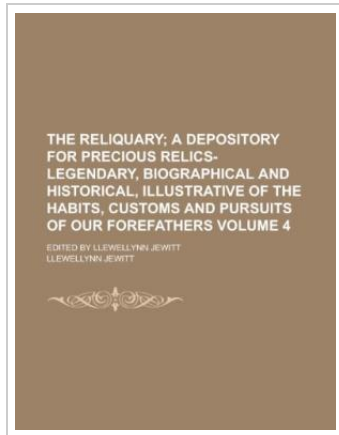 THE RELIQUARY; A DEPOSITORY
FOR PRECIOUS RELICS-
LEGENDARY, BIOGRAPHICAL AND
HISTORICAL, ILLUSTRATIVE OF THE
HABITS, CUSTOMS AND PURSUITS
OF OUR FOREFATHERS VOLUME 4
EDITED BY LLEWELLYNN JEWITT
LLEWELLYNN JEWITT